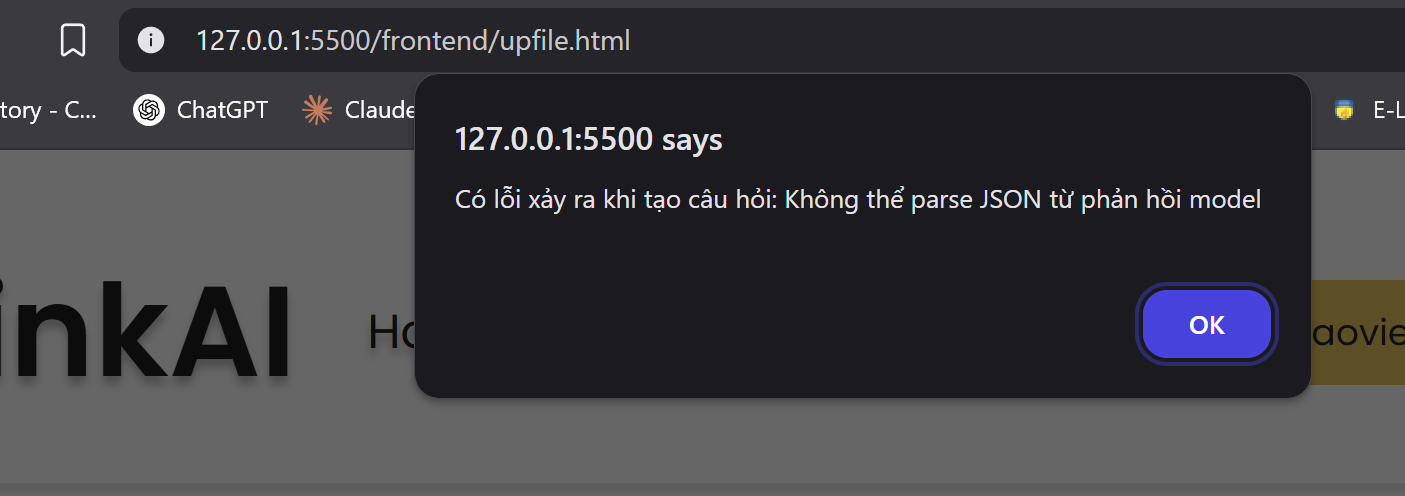 127.0.0.1:5500/frontend/upfile.html
tory - C...
ChatGPT
Claude
E-L
127.0.0.1:5500 says
Có lỗi xảy ra khi tạo câu hỏi: Không thể parse JSON từ phản hồi model
OK
inkAI
Ho
aovie